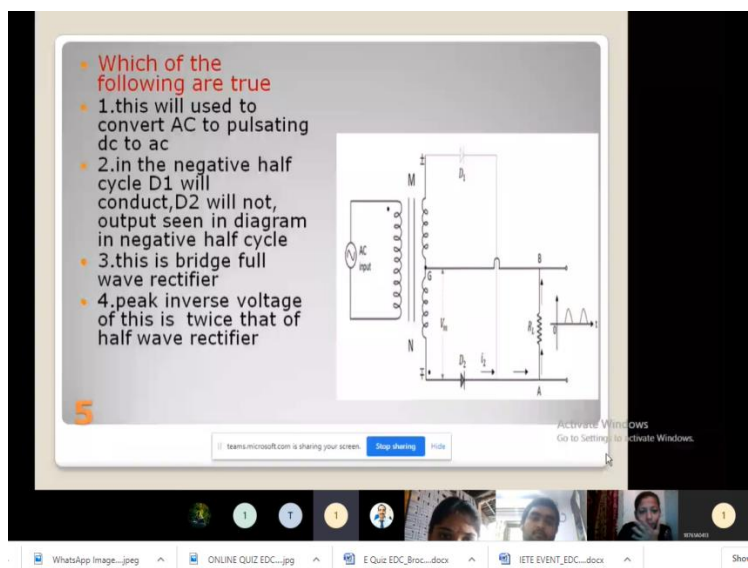 Which of the
following are true
1.this will used to
convert AC to pulsating
dc to ac
2.in the negative half
cycle D1 will
conduct,D2 will not,
output seen in diagram
in negative half cycle
3.this is bridge full
wave rectifier
4.peak inverse voltage
of this is twice that of
half wave rectifier
5
±
D1
M
AC
input
G
B
Vm
RL
0
t
N
D2
i2
∓
A
Activate Windows
Go to Settings to activate Windows.
teams.microsoft.com is sharing your screen.
Stop sharing
Hide
1
T
1
1
WhatsApp Image....jpeg
ONLINE QUIZ EDC....jpg
E Quiz EDC_Broc....docx
IETE EVENT_EDC....docx
Show